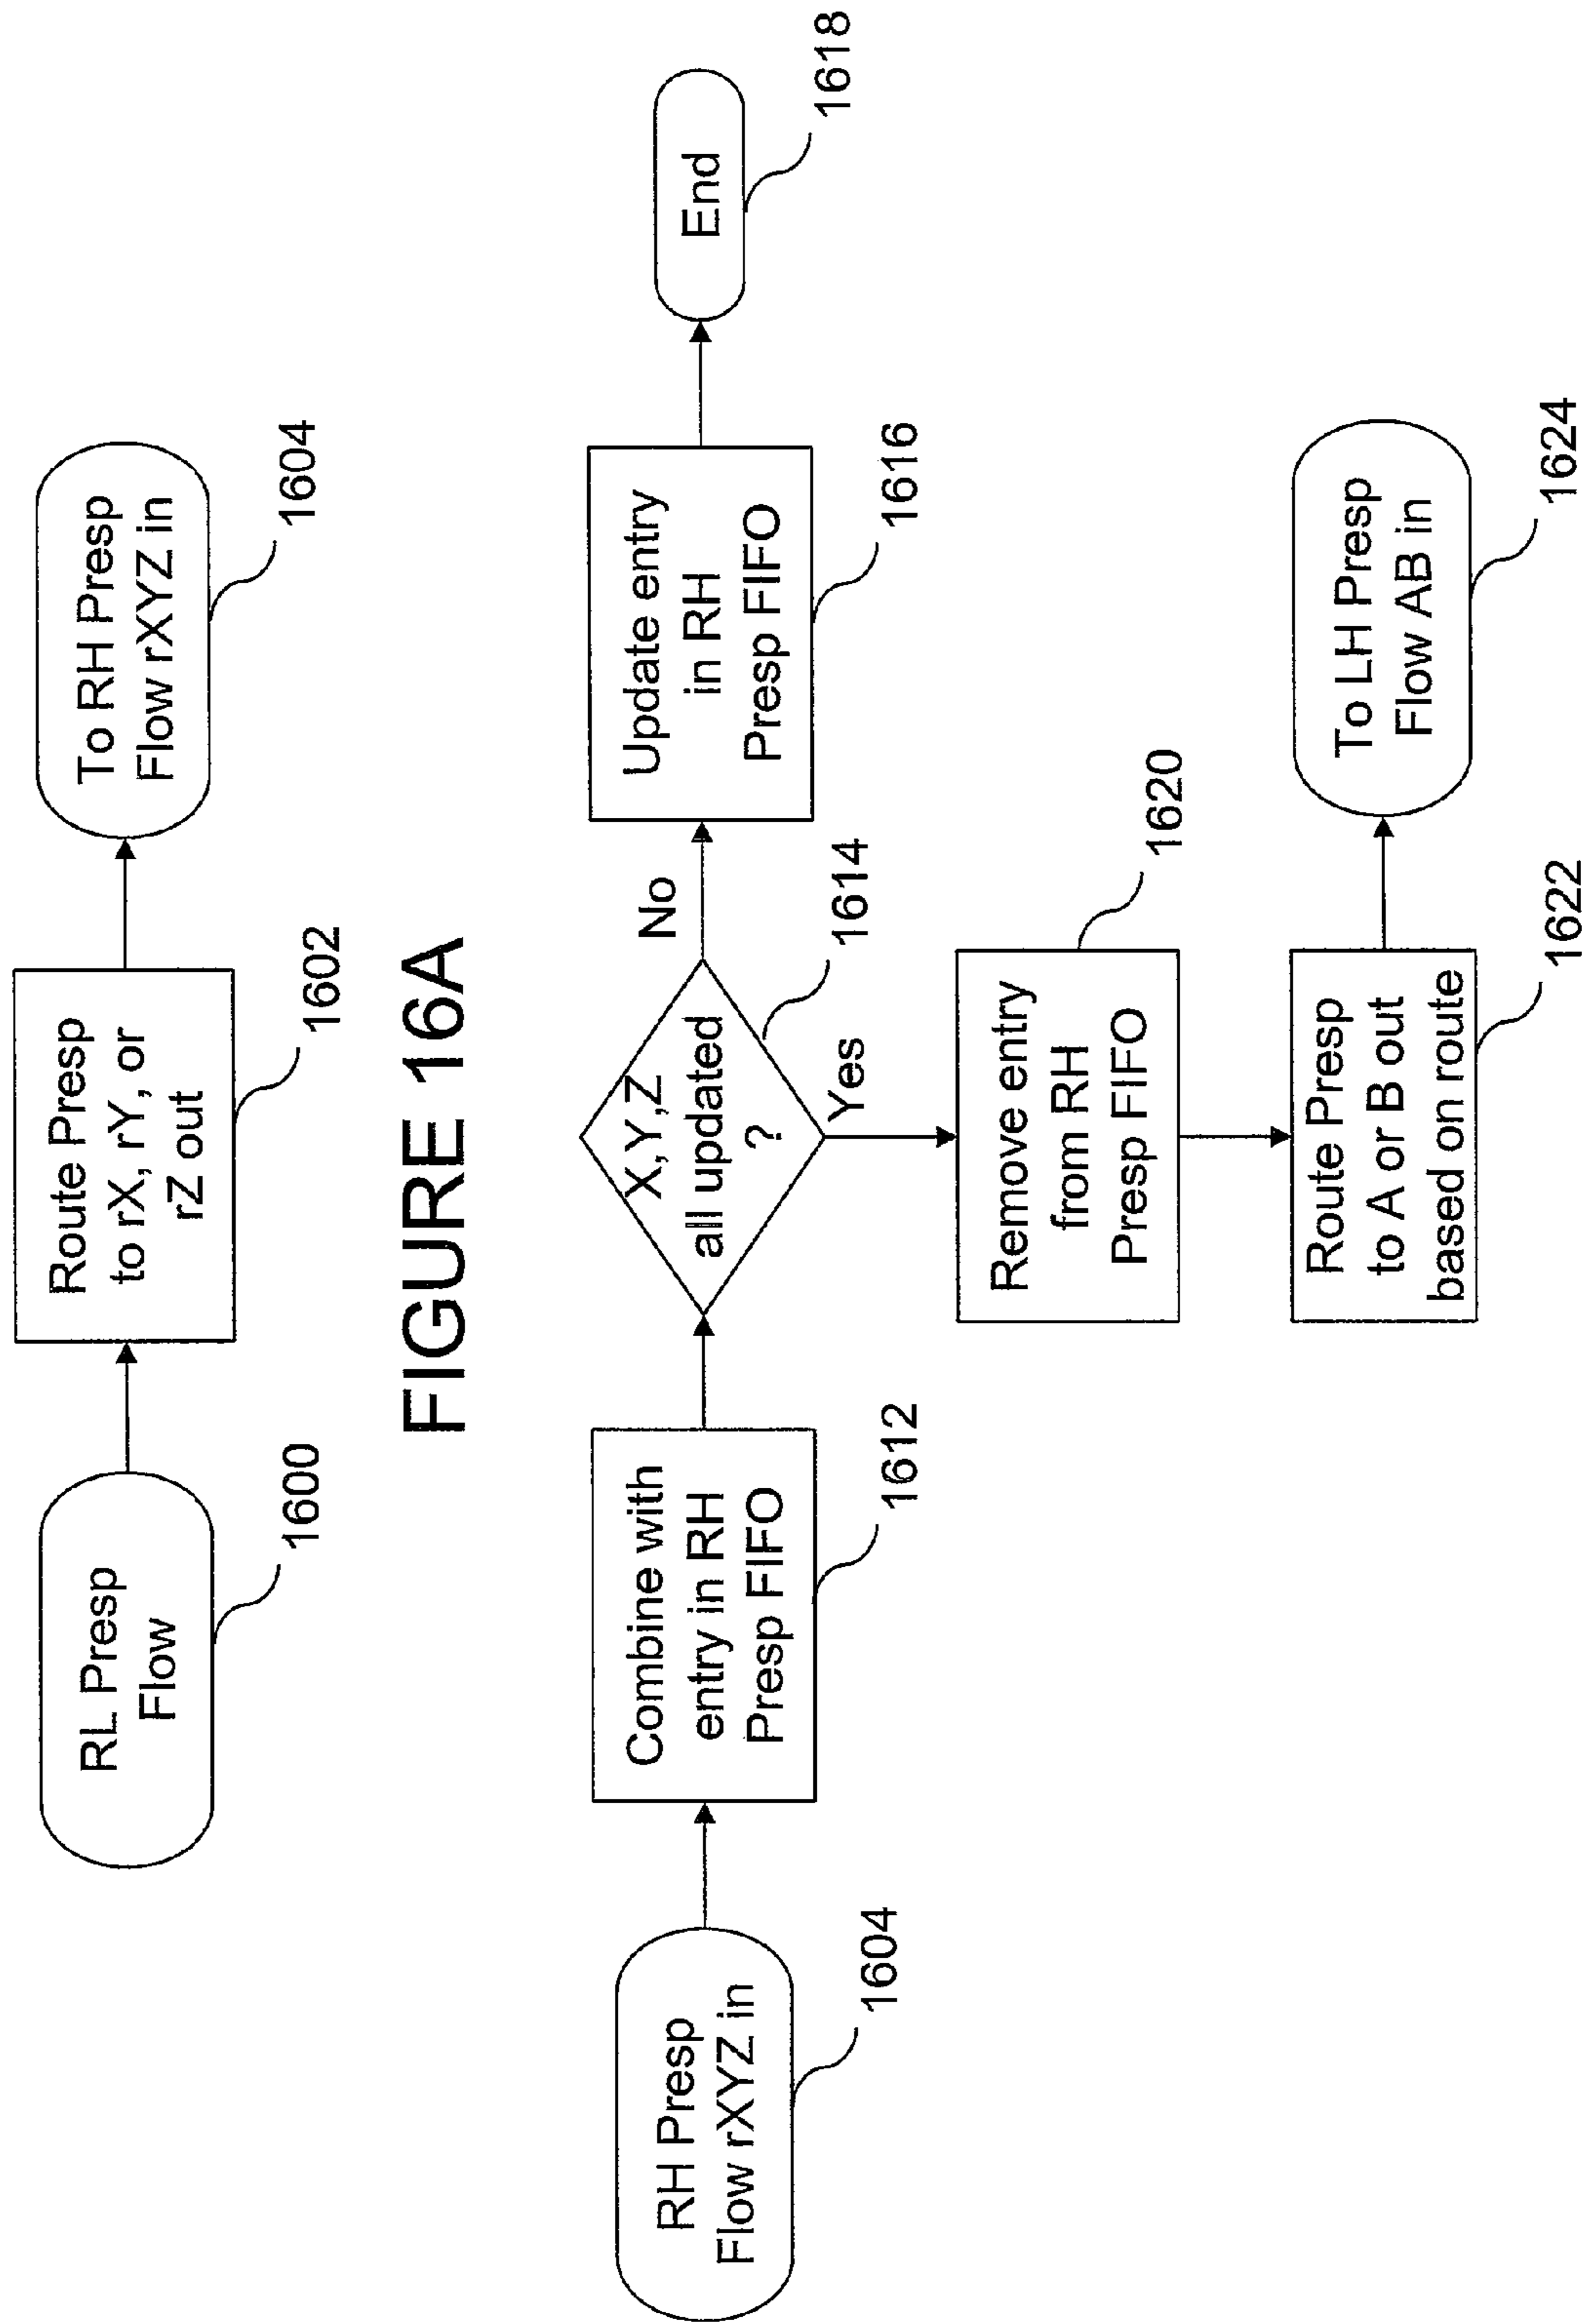 RL Presp
Flow
1600
Route Presp
to rX, rY, or
rZ out
1602
To RH Presp
Flow rXYZ in
1604
FIGURE 16A
RH Presp
Flow rXYZ in
1604
Combine with
entry in RH
Presp FIFO
1612
X,Y,Z
all updated
?
1614
No
Update entry
in RH
Presp FIFO
1616
End
1618
Yes
Remove entry
from RH
Presp FIFO
1620
Route Presp
to A or B out
based on route
1622
To LH Presp
Flow AB in
1624